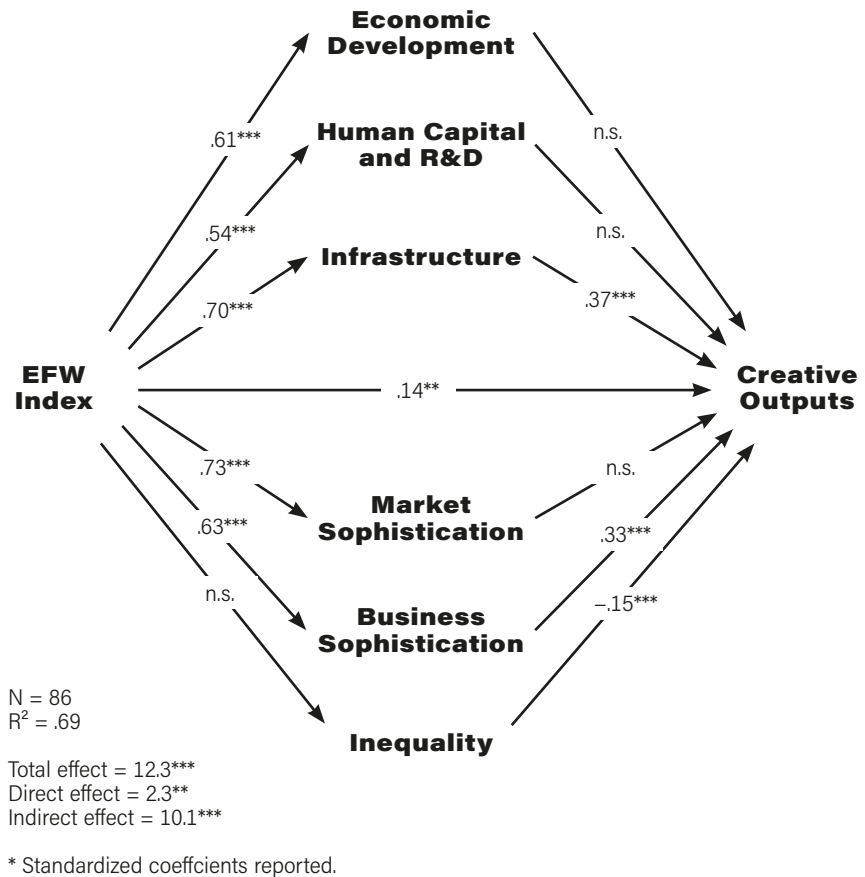 Economic
Development
.61***
n.s.
Human Capital
and R&D
.54***
n.s.
Infrastructure
.70***
.37***
EFW
Index
.14**
Creative
Outputs
.73***
n.s.
Market
Sophistication
.63***
.33***
n.s.
–.15***
Business
Sophistication
Inequality
N = 86
R² = .69
Total effect = 12.3***
Direct effect = 2.3**
Indirect effect = 10.1***
* Standardized coeffcients reported.